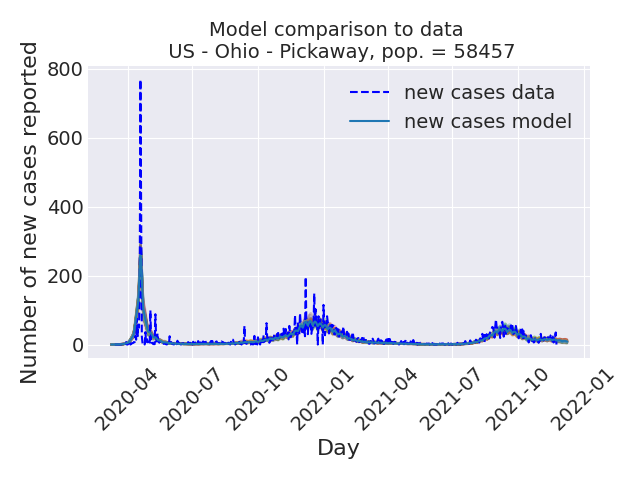 Model comparison to data
US - Ohio - Pickaway, pop. = 58457
Number of new cases reported
800
600
400
200
0
new cases data
new cases model
2020-04
2020-07
2020-10
2021-01
2021-04
2021-07
2021-10
2022-01
Day